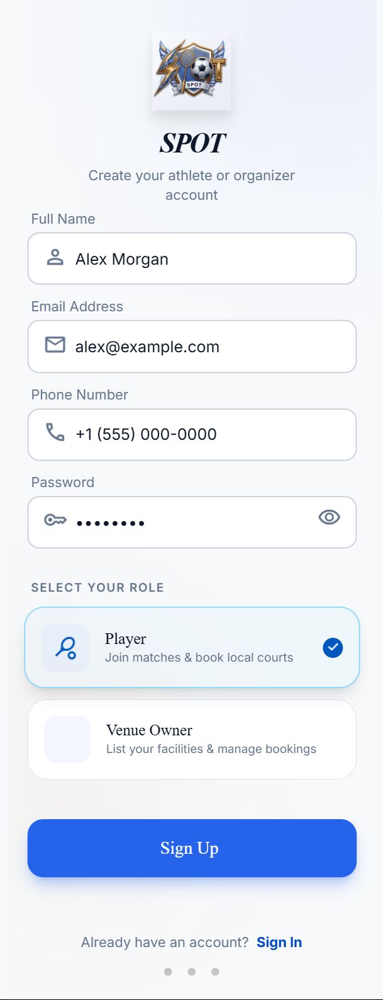 SPOT
SPOT
Create your athlete or organizer
account
Full Name
Alex Morgan
Email Address
alex@example.com
Phone Number
+1 (555) 000-0000
Password
••••••••
SELECT YOUR ROLE
Player
Join matches & book local courts
Venue Owner
List your facilities & manage bookings
Sign Up
Already have an account? Sign In